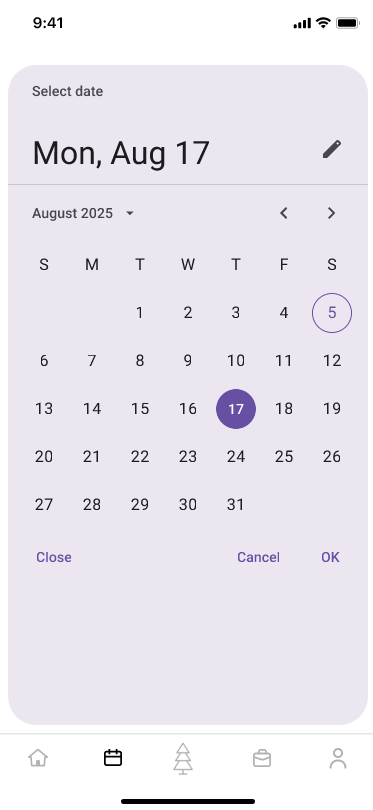 9:41
Select date
Mon, Aug 17
August 2025
S M T W T F S
1 2 3 4 5
6 7 8 9 10 11 12
13 14 15 16 17 18 19
20 21 22 23 24 25 26
27 28 29 30 31
Close Cancel OK